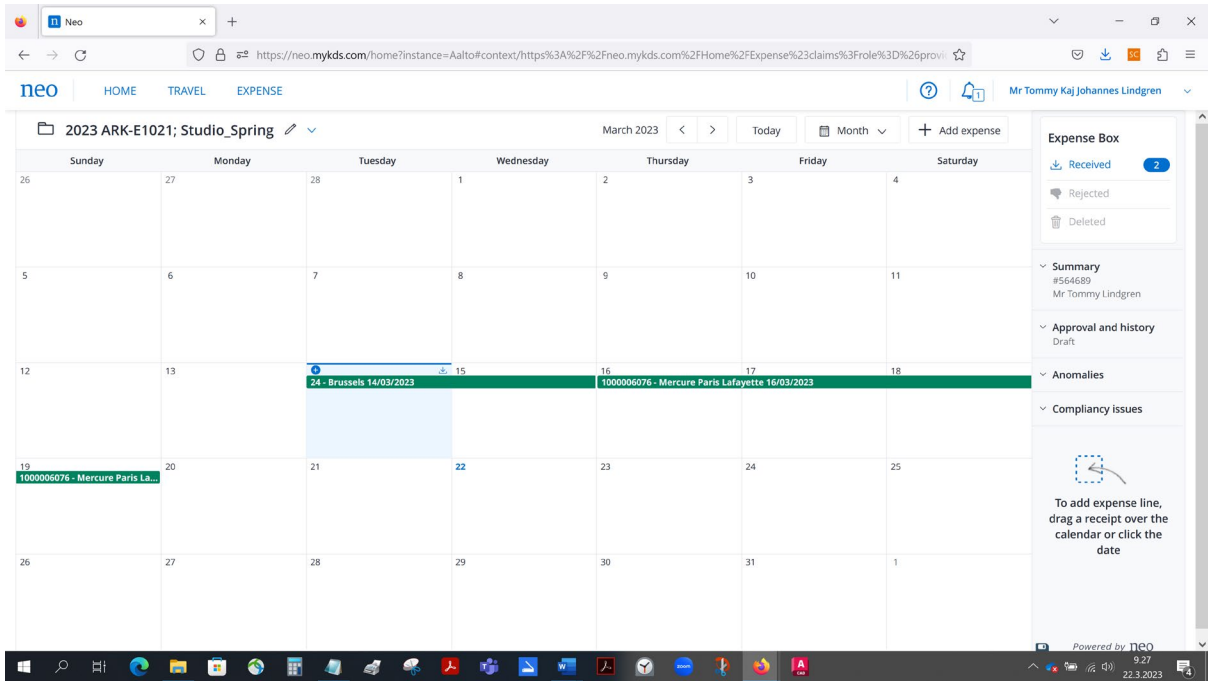 Neo
https://neo.mykds.com/home?instance=Aalto#context/https%3A%2F%2Fneo.mykds.com%2FHome%2FExpense%23claims%3Frole%3D%26provi
neo HOME TRAVEL EXPENSE 1 Mr Tommy Kaj Johannes Lindgren
2023 ARK-E1021; Studio_Spring March 2023 Today Month Add expense
Sunday Monday Tuesday Wednesday Thursday Friday Saturday
26 27 28 1 2 3 4
5 6 7 8 9 10 11
12 13 15 16 17 18
24 - Brussels 14/03/2023 1000006076 - Mercure Paris Lafayette 16/03/2023
19 20 21 22 23 24 25
1000006076 - Mercure Paris La...
26 27 28 29 30 31 1
Expense Box
Received 2
Rejected
Deleted
Summary
#564689
Mr Tommy Lindgren
Approval and history
Draft
Anomalies
Compliancy issues
To add expense line,
drag a receipt over the
calendar or click the
date
Powered by neo
9.27
22.3.2023
4